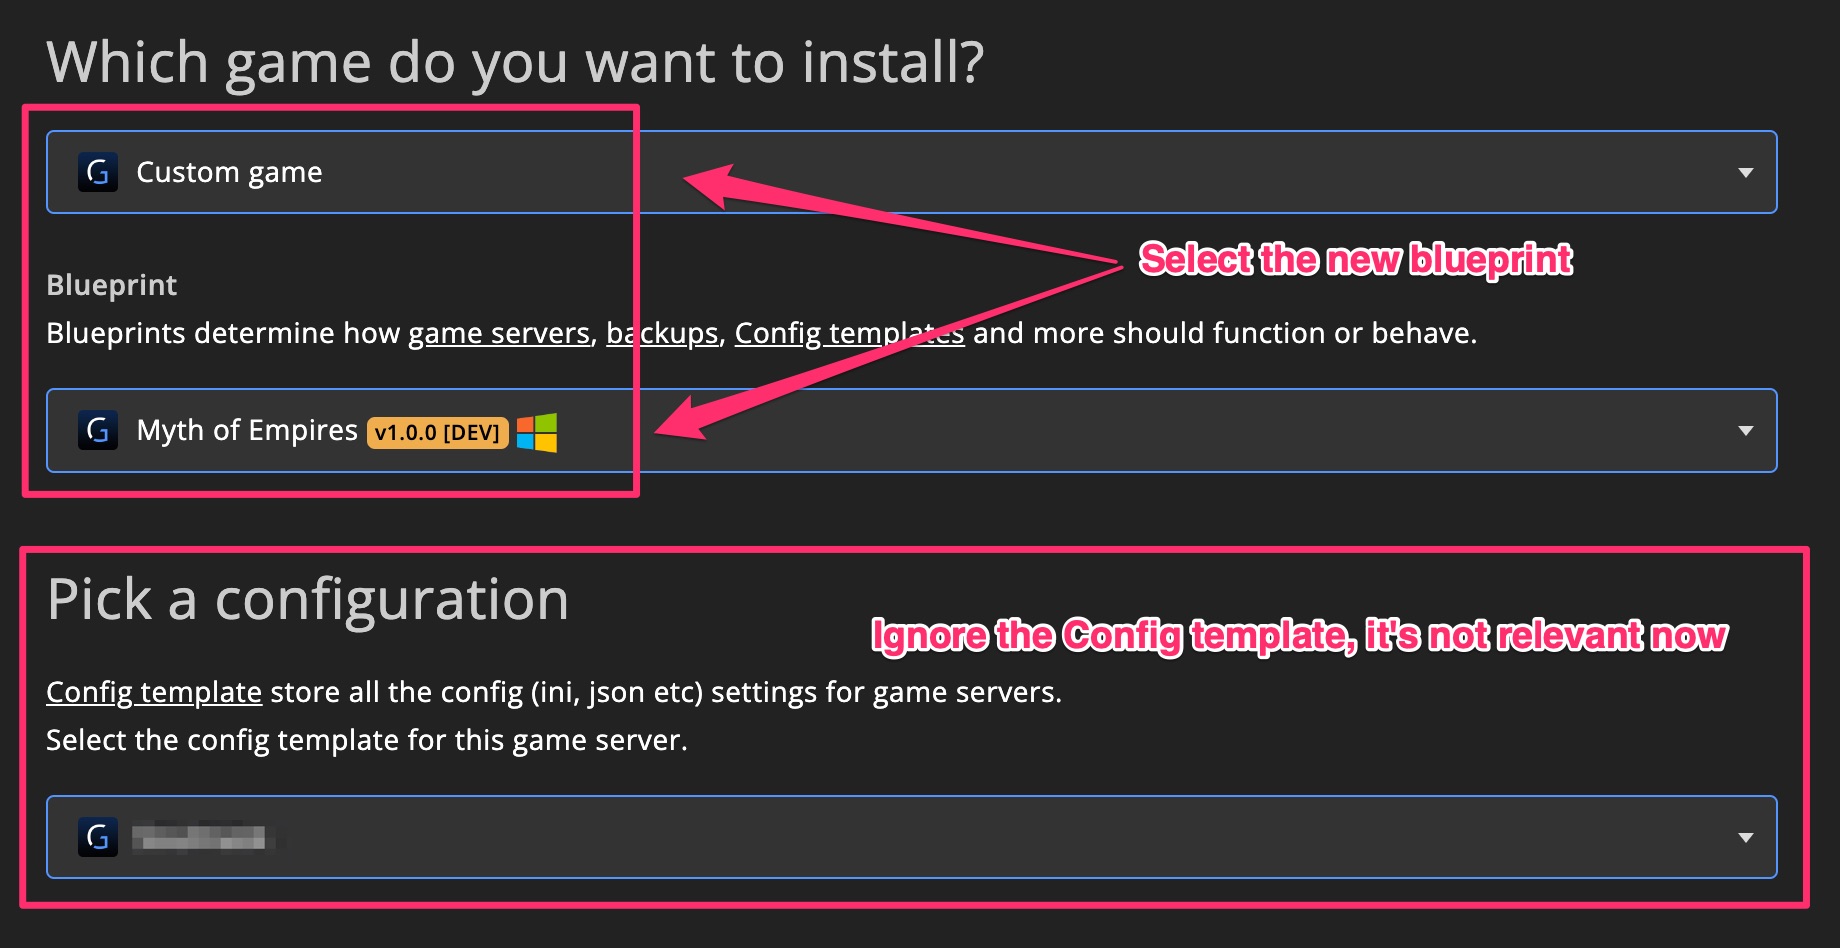 Which game do you want to install?
Custom game
Select the new blueprint
Blueprint
Blueprints determine how game servers, backups, Config templates and more should function or behave.
Myth of Empires v1.0.0 [DEV]
Pick a configuration
Ignore the Config template, it's not relevant now
Config template store all the config (ini, json etc) settings for game servers.
Select the config template for this game server.